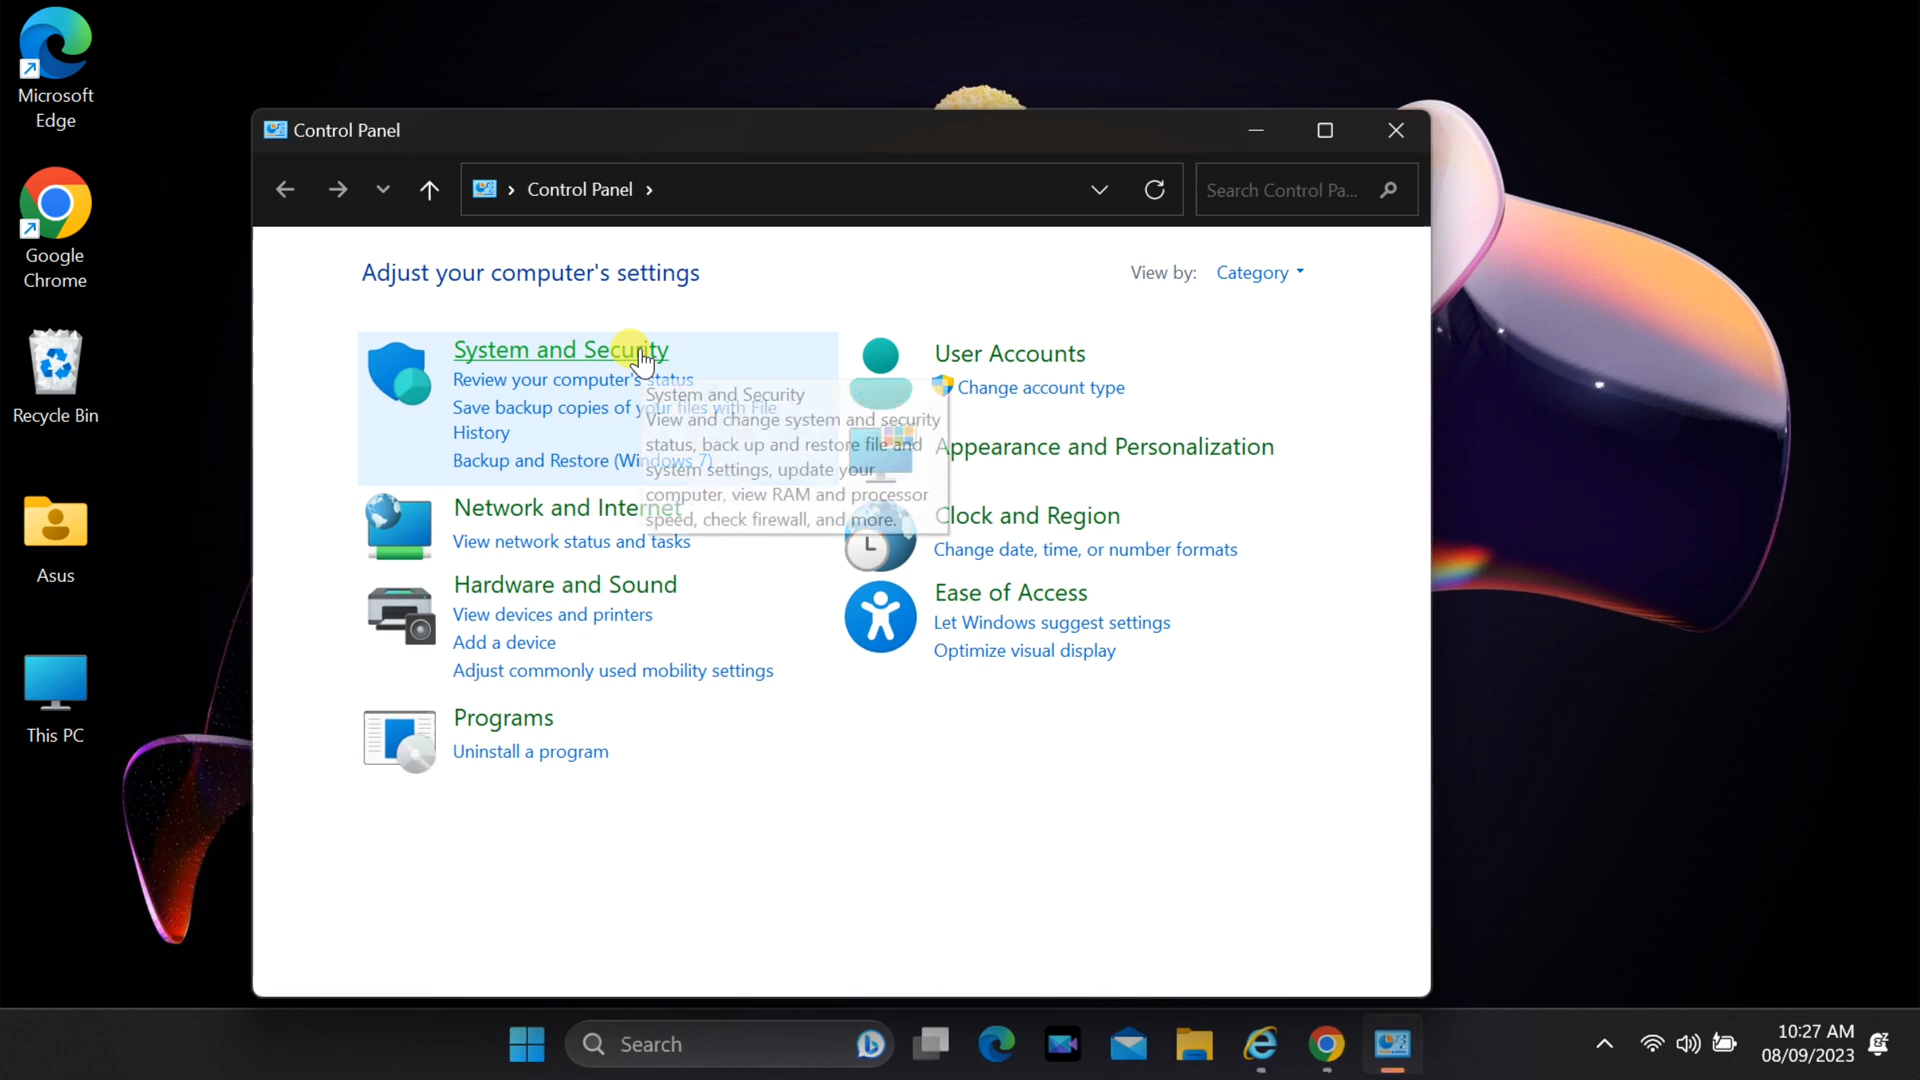 Microsoft
Edge
Google
Chrome
Recycle Bin
Asus
This PC
Control Panel
Control Panel
Search Control Pa...
Adjust your computer's settings
View by: Category
System and Security
Review your computer's status
Save backup copies of your files with File
History
Backup and Restore (Windows 7)
System and Security
View and change system and security
status, back up and restore file and
system settings, update your
computer, view RAM and processor
speed, check firewall, and more.
Network and Internet
View network status and tasks
Hardware and Sound
View devices and printers
Add a device
Adjust commonly used mobility settings
Programs
Uninstall a program
User Accounts
Change account type
Appearance and Personalization
Clock and Region
Change date, time, or number formats
Ease of Access
Let Windows suggest settings
Optimize visual display
Search
10:27 AM
08/09/2023